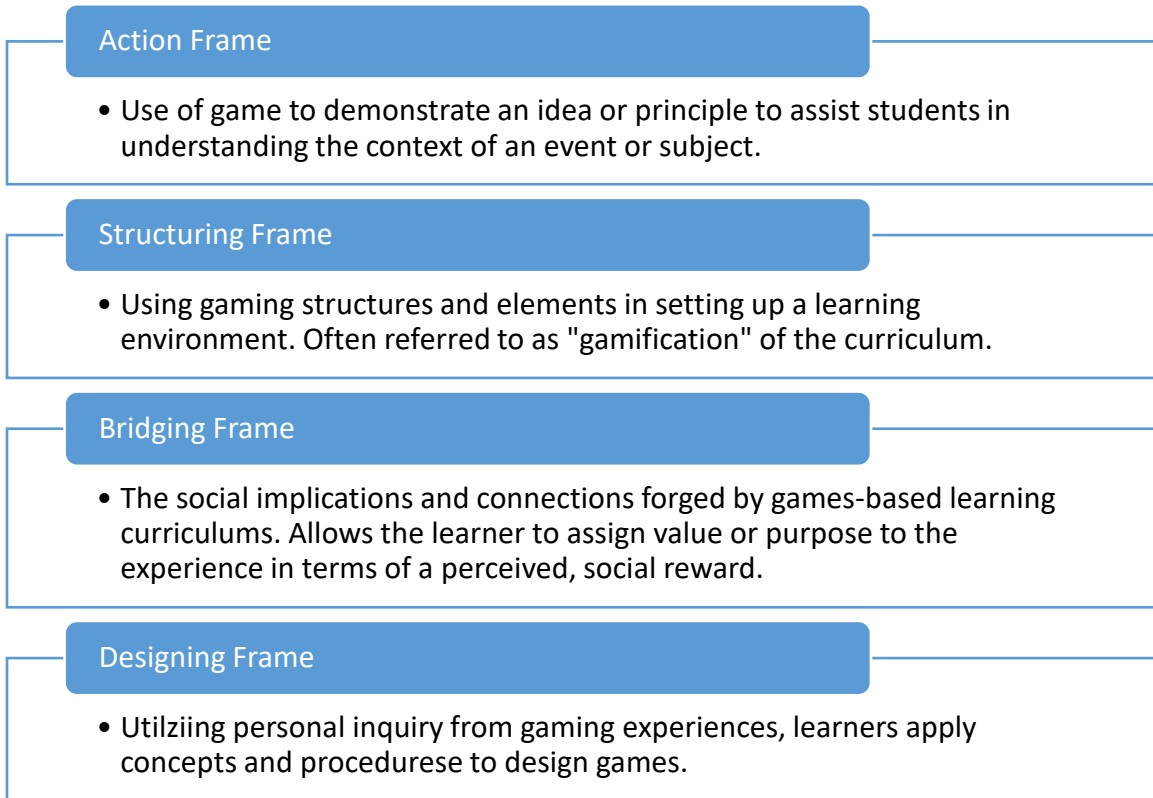 Action Frame
• Use of game to demonstrate an idea or principle to assist students in
understanding the context of an event or subject.
Structuring Frame
• Using gaming structures and elements in setting up a learning
environment. Often referred to as "gamification" of the curriculum.
Bridging Frame
• The social implications and connections forged by games-based learning
curriculums. Allows the learner to assign value or purpose to the
experience in terms of a perceived, social reward.
Designing Frame
• Utilziing personal inquiry from gaming experiences, learners apply
concepts and procedurese to design games.